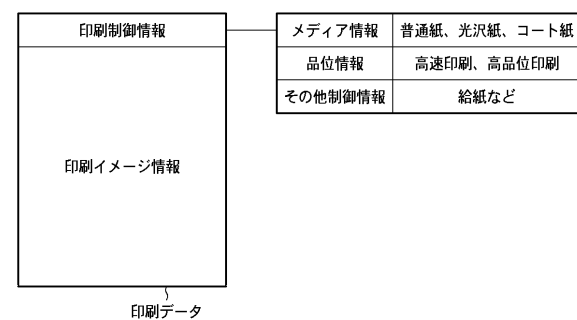 印刷制御情報
メディア情報 普通紙、光沢紙、コート紙
品位情報 高速印刷、高品位印刷
その他制御情報 給紙など
印刷イメージ情報
印刷データ